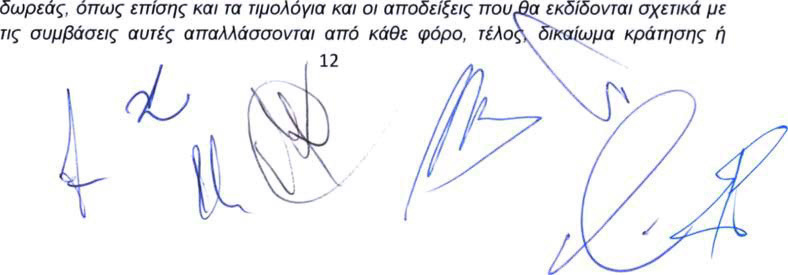 δωρεάς, όπως επίσης και τα τιμολόγια και οι αποδείξεις που θα εκδίδονται σχετικά με
τις συμβάσεις αυτές απαλλάσσονται από κάθε φόρο, τέλος, δικαίωμα κράτησης ή
12